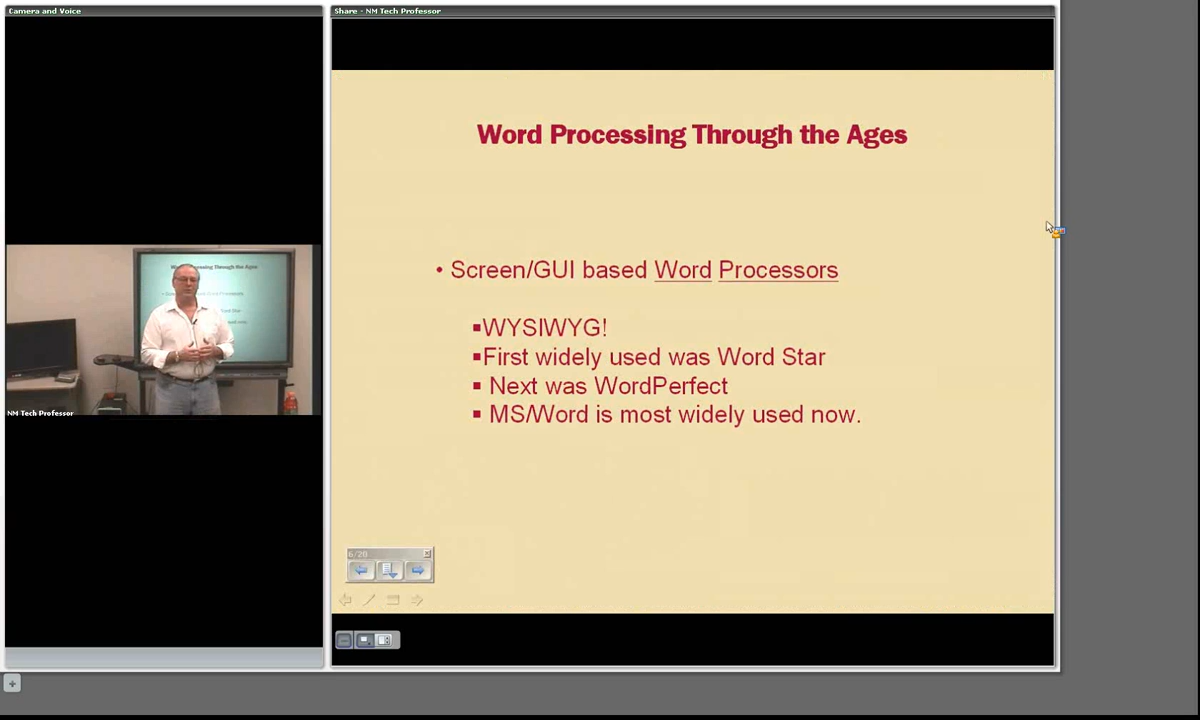 Camera and Voice
NM Tech Professor
Share - NM Tech Professor
Word Processing Through the Ages
• Screen/GUI based Word Processors
▪WYSIWYG!
▪First widely used was Word Star
▪ Next was WordPerfect
▪ MS/Word is most widely used now.
6/20